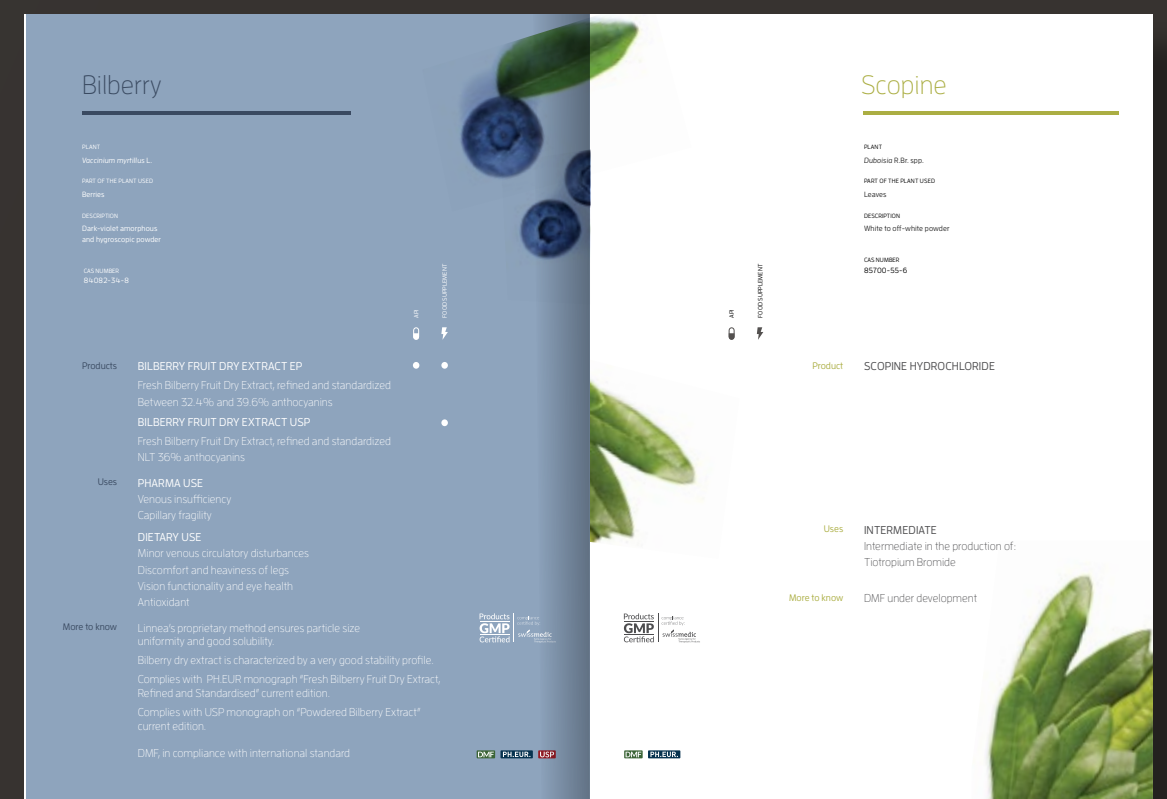 Bilberry
PLANT
Vaccinium myrtillus L.
PART OF THE PLANT USED
Berries
DESCRIPTION
Dark-violet amorphous
and hygroscopic powder
CAS NUMBER
84082-34-8
API
FOOD SUPPLEMENT
Products
BILBERRY FRUIT DRY EXTRACT EP
Fresh Bilberry Fruit Dry Extract, refined and standardized
Between 32.4% and 39.6% anthocyanins
BILBERRY FRUIT DRY EXTRACT USP
Fresh Bilberry Fruit Dry Extract, refined and standardized
NLT 36% anthocyanins
Uses
PHARMA USE
Venous insufficiency
Capillary fragility
DIETARY USE
Minor venous circulatory disturbances
Discomfort and heaviness of legs
Vision functionality and eye health
Antioxidant
More to know
Linnea's proprietary method ensures particle size
uniformity and good solubility.
Bilberry dry extract is characterized by a very good stability profile.
Complies with PH.EUR monograph "Fresh Bilberry Fruit Dry Extract,
Refined and Standardised" current edition.
Complies with USP monograph on "Powdered Bilberry Extract"
current edition.
DMF, in compliance with international standard
Products
GMP
Certified
compliance
certified by:
swissmedic
DMF PH.EUR. USP
Scopine
PLANT
Duboisia R.Br. spp.
PART OF THE PLANT USED
Leaves
DESCRIPTION
White to off-white powder
CAS NUMBER
85700-55-6
API
FOOD SUPPLEMENT
Product
SCOPINE HYDROCHLORIDE
Uses
INTERMEDIATE
Intermediate in the production of:
Tiotropium Bromide
More to know
DMF under development
Products
GMP
Certified
compliance
certified by:
swissmedic
DMF PH.EUR.